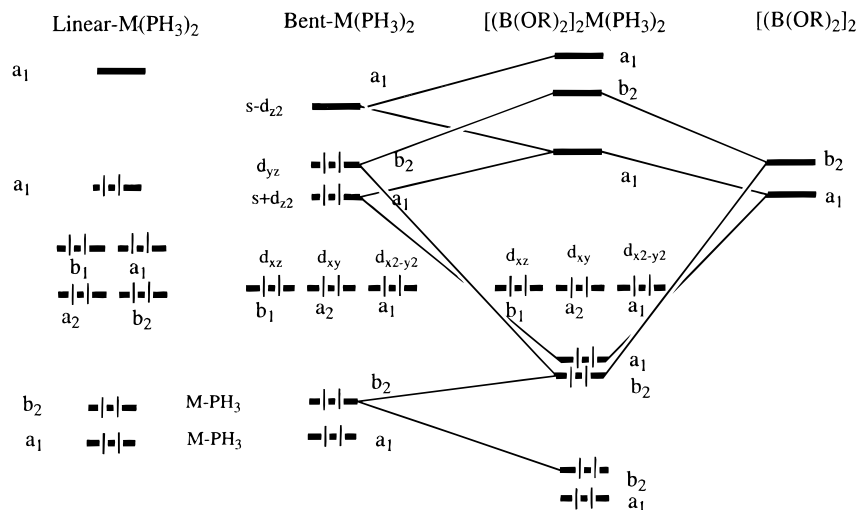 Linear-M(PH3)2 Bent-M(PH3)2 [(B(OR)2]2M(PH3)2 [(B(OR)2]2
a1 a1 a1
s-dz2 b2
a1 dyz b2 b2
s+dz2 a1 a1 a1
b1 a1 dxz dxy dx2-y2 dxz dxy dx2-y2
a2 b2 b1 a2 a1 b1 a2 a1
a1
b2 b2
b2 M-PH3
a1 M-PH3 a1
b2
a1